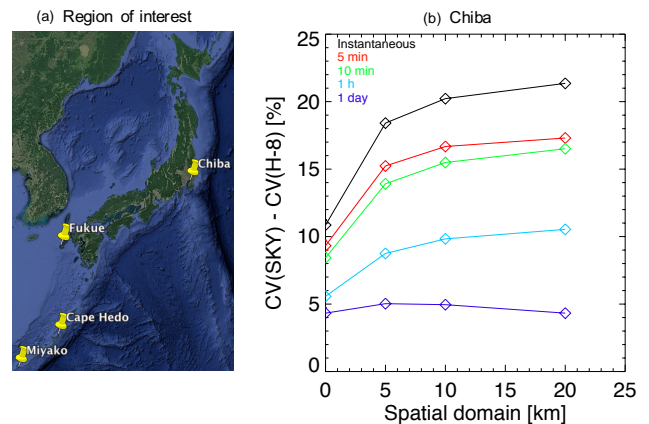 (a) Region of interest
Chiba
Fukue
Cape Hedo
Miyako
(b) Chiba
CV(SKY) - CV(H-8) [%]
25
20
15
10
5
0
Instantaneous
5 min
10 min
1 h
1 day
0 5 10 15 20 25
Spatial domain [km]